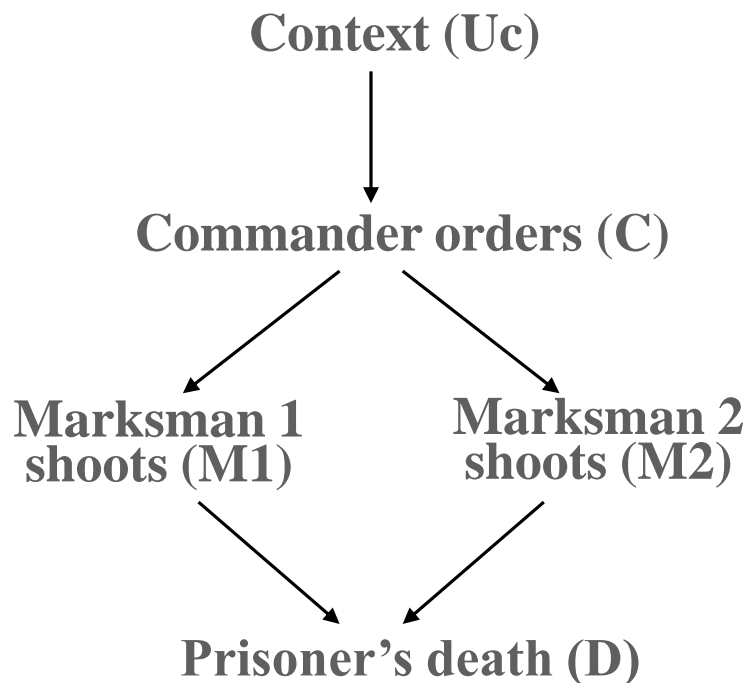 Context (Uc)
Commander orders (C)
Marksman 1
shoots (M1)
Marksman 2
shoots (M2)
Prisoner’s death (D)